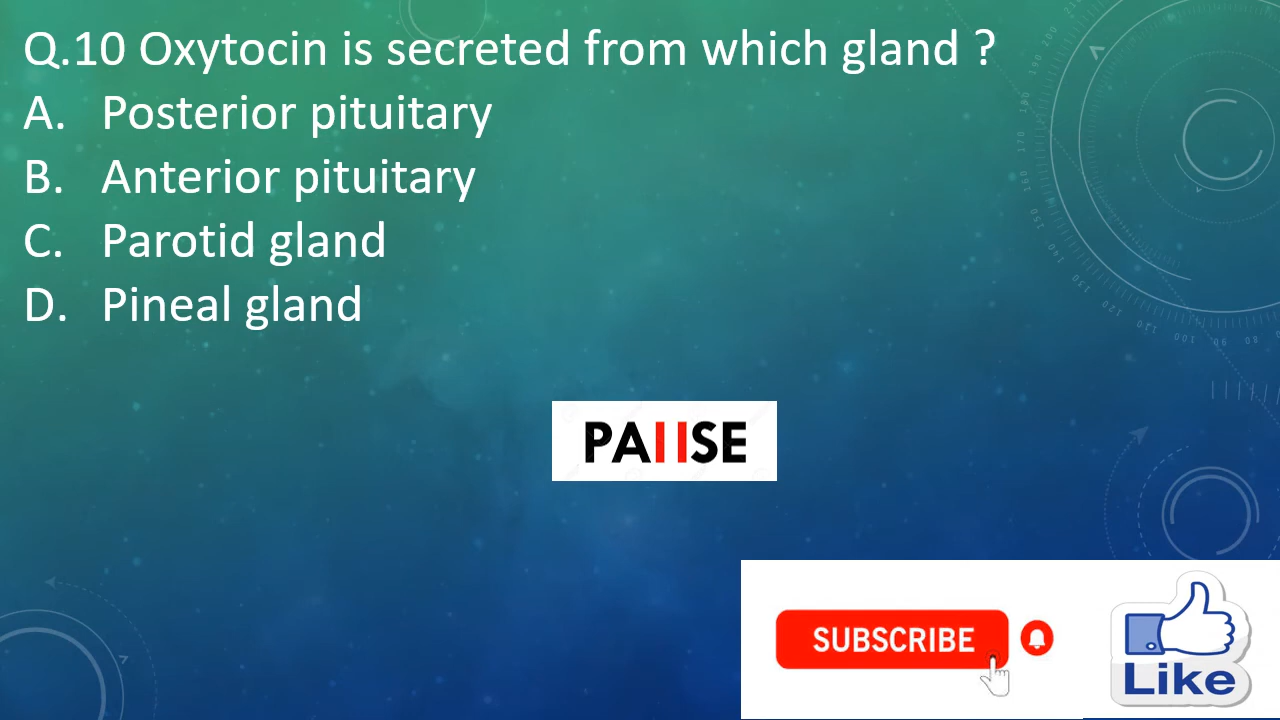 Q.10 Oxytocin is secreted from which gland ?
A. Posterior pituitary
B. Anterior pituitary
C. Parotid gland
D. Pineal gland
PAUSE
SUBSCRIBE
Like